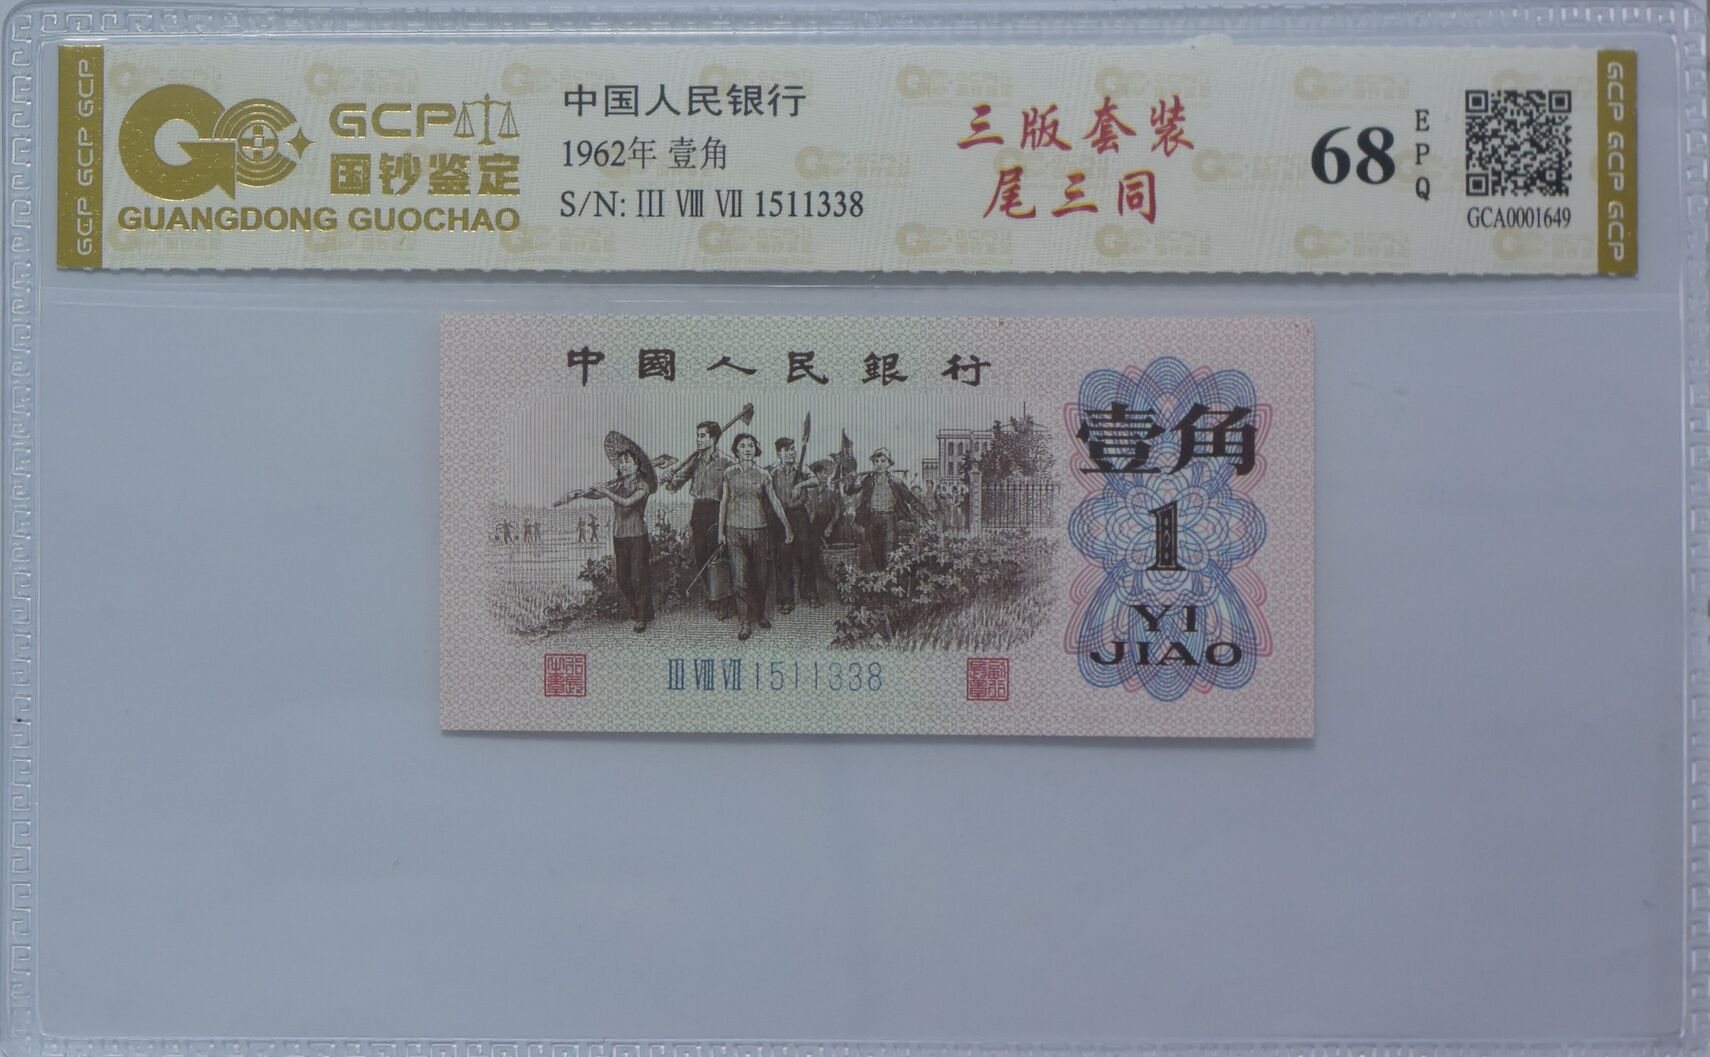 GCP
国钞鉴定
GUANGDONG GUOCHAO
中国人民银行
1962年 壹角
S/N: III VIII VII 1511338
三版套装
尾三同
68
EPQ
GCA0001649
GCP GCP GCP
GCP GCP GCP
中國人民銀行
壹角
1
YI
JIAO
III VIII VII 1511338